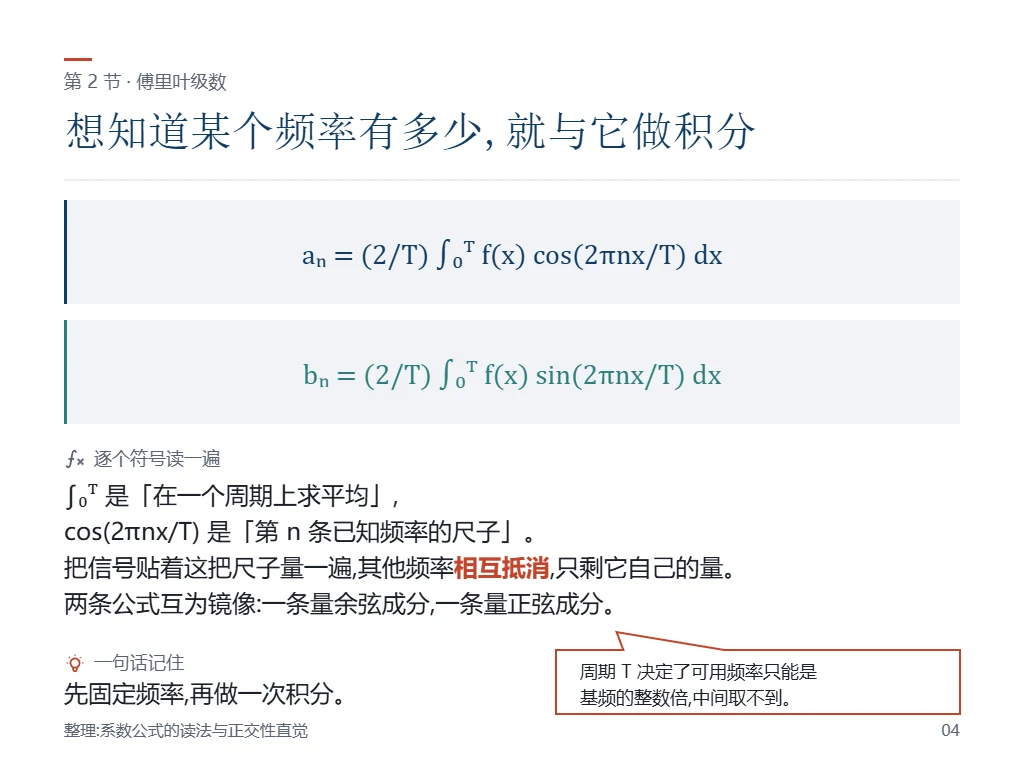 第 2 节 · 傅里叶级数
想知道某个频率有多少, 就与它做积分
aₙ = (2/T) ∫₀ᵀ f(x) cos(2πnx/T) dx
bₙ = (2/T) ∫₀ᵀ f(x) sin(2πnx/T) dx
逐个符号读一遍
∫₀ᵀ 是「在一个周期上求平均」,
cos(2πnx/T) 是「第 n 条已知频率的尺子」。
把信号贴着这把尺子量一遍,其他频率相互抵消,只剩它自己的量。
两条公式互为镜像:一条量余弦成分,一条量正弦成分。
一句话记住
先固定频率,再做一次积分。
周期 T 决定了可用频率只能是
基频的整数倍,中间取不到。
整理:系数公式的读法与正交性直觉
04